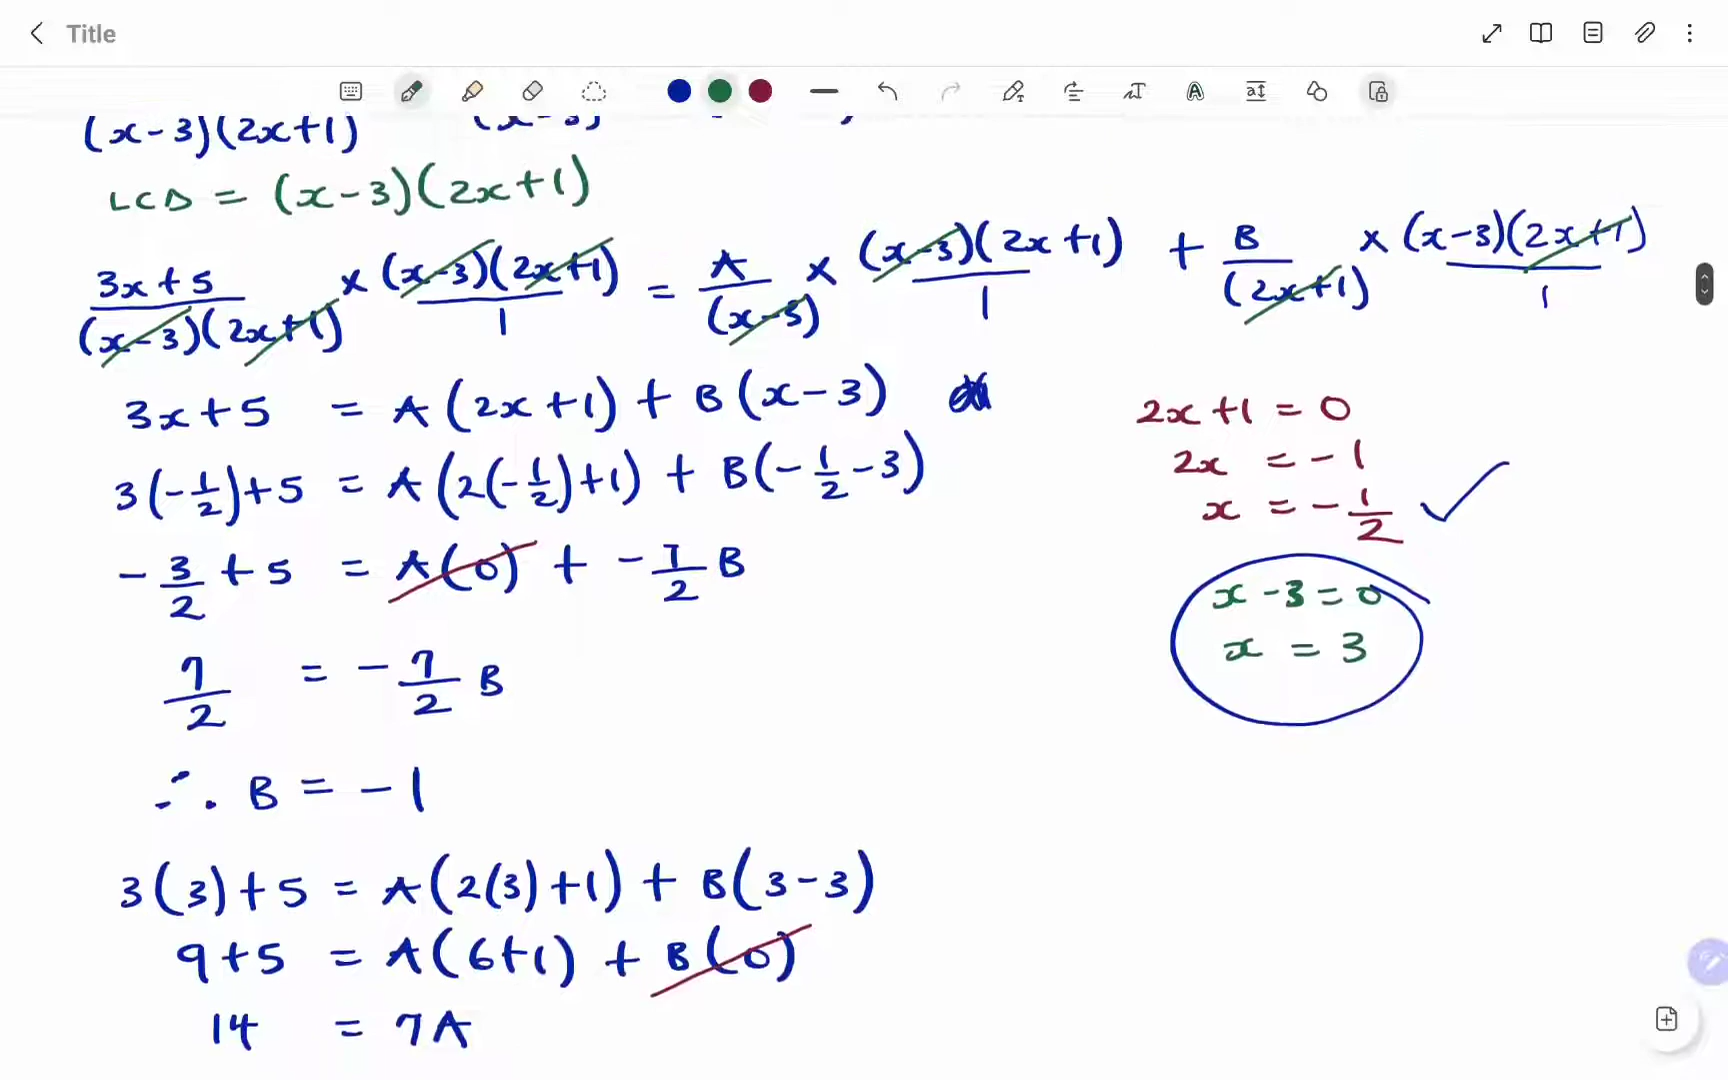 Title
(x-3)(2x+1)
LCD = (x-3)(2x+1)
3x+5/(x-3)(2x+1) × (x-3)(2x+1)/1 = A/(x-3) × (x-3)(2x+1)/1 + B/(2x+1) × (x-3)(2x+1)/1
3x+5 = A(2x+1) + B(x-3)
3(-1/2)+5 = A(2(-1/2)+1) + B(-1/2-3)
-3/2+5 = A(0) + -7/2 B
7/2 = -7/2 B
∴ B = -1
3(3)+5 = A(2(3)+1) + B(3-3)
9+5 = A(6+1) + B(0)
14 = 7A
2x+1 = 0
2x = -1
x = -1/2 ✓
x-3=0
x = 3